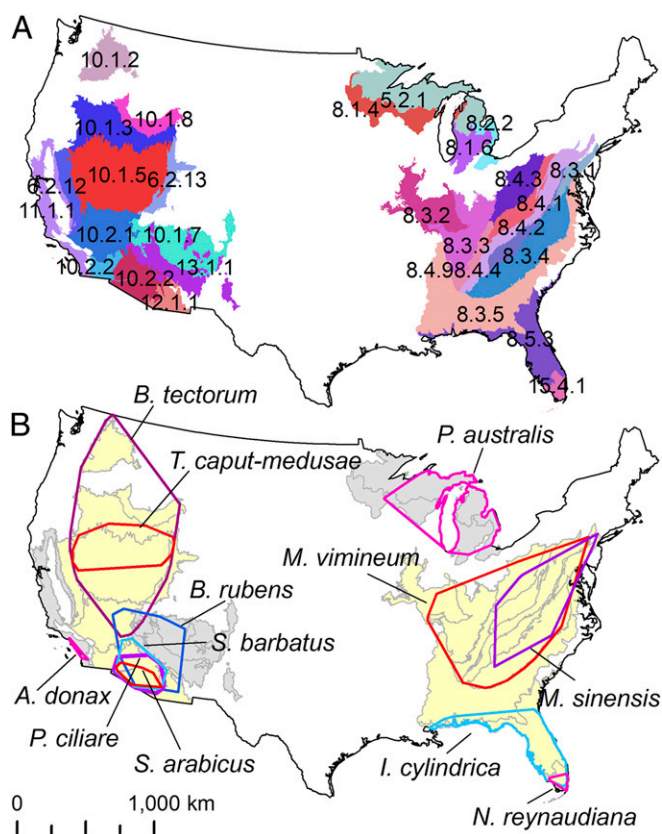 A
10.1.2
5.2.1
8.1.4
8.2.2
10.1.8
10.1.3
8.1.6
10.1.5
8.4.3
8.3.1
6.2.12
6.2.13
8.4.1
11.1.1
8.3.2
8.4.2
10.2.1
10.1.7
8.3.3
8.3.4
10.2.2
13.1.1
8.4.9
8.4.4
10.2.2
12.1.1
8.3.5
8.5.3
15.4.1
B. tectorum
B
P. australis
T. caput-medusae
M. vimineum
B. rubens
S. barbatus
A. donax
M. sinensis
P. ciliare
S. arabicus
I. cylindrica
N. reynaudiana
0 1,000 km